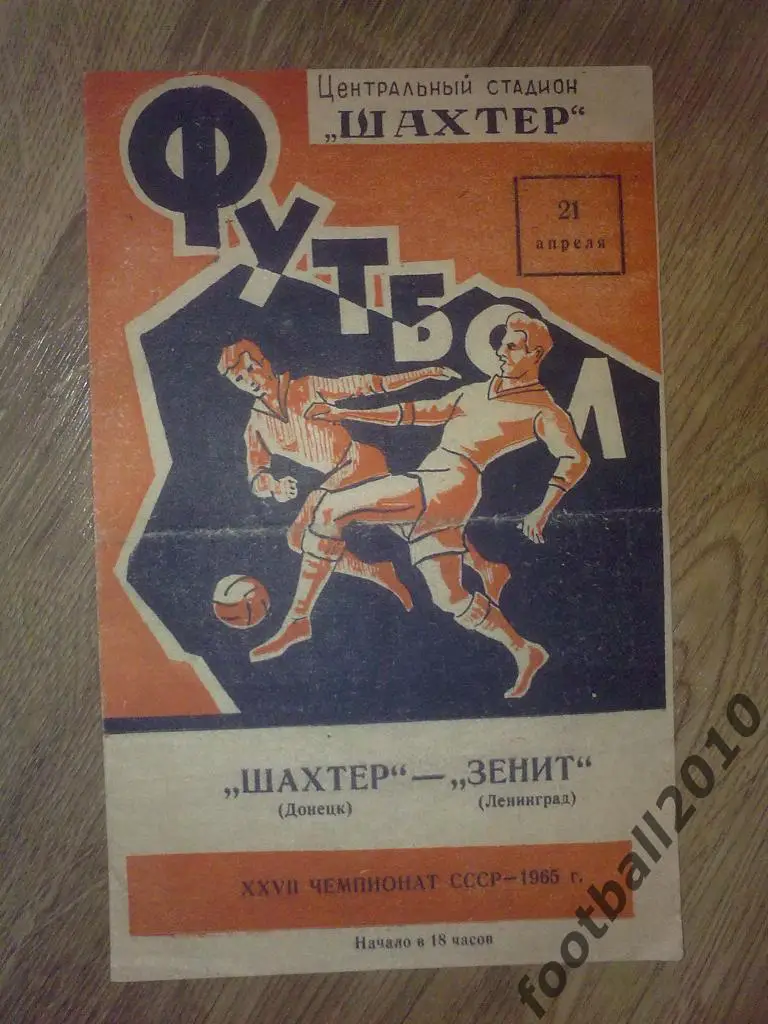 Центральный стадион
„ШАХТЕР“
21
апреля
ФУТБОЛ
„ШАХТЕР“ — „ЗЕНИТ“
(Донецк) (Ленинград)
XXVII ЧЕМПИОНАТ СССР—1965 г.
Начало в 18 часов
football2010